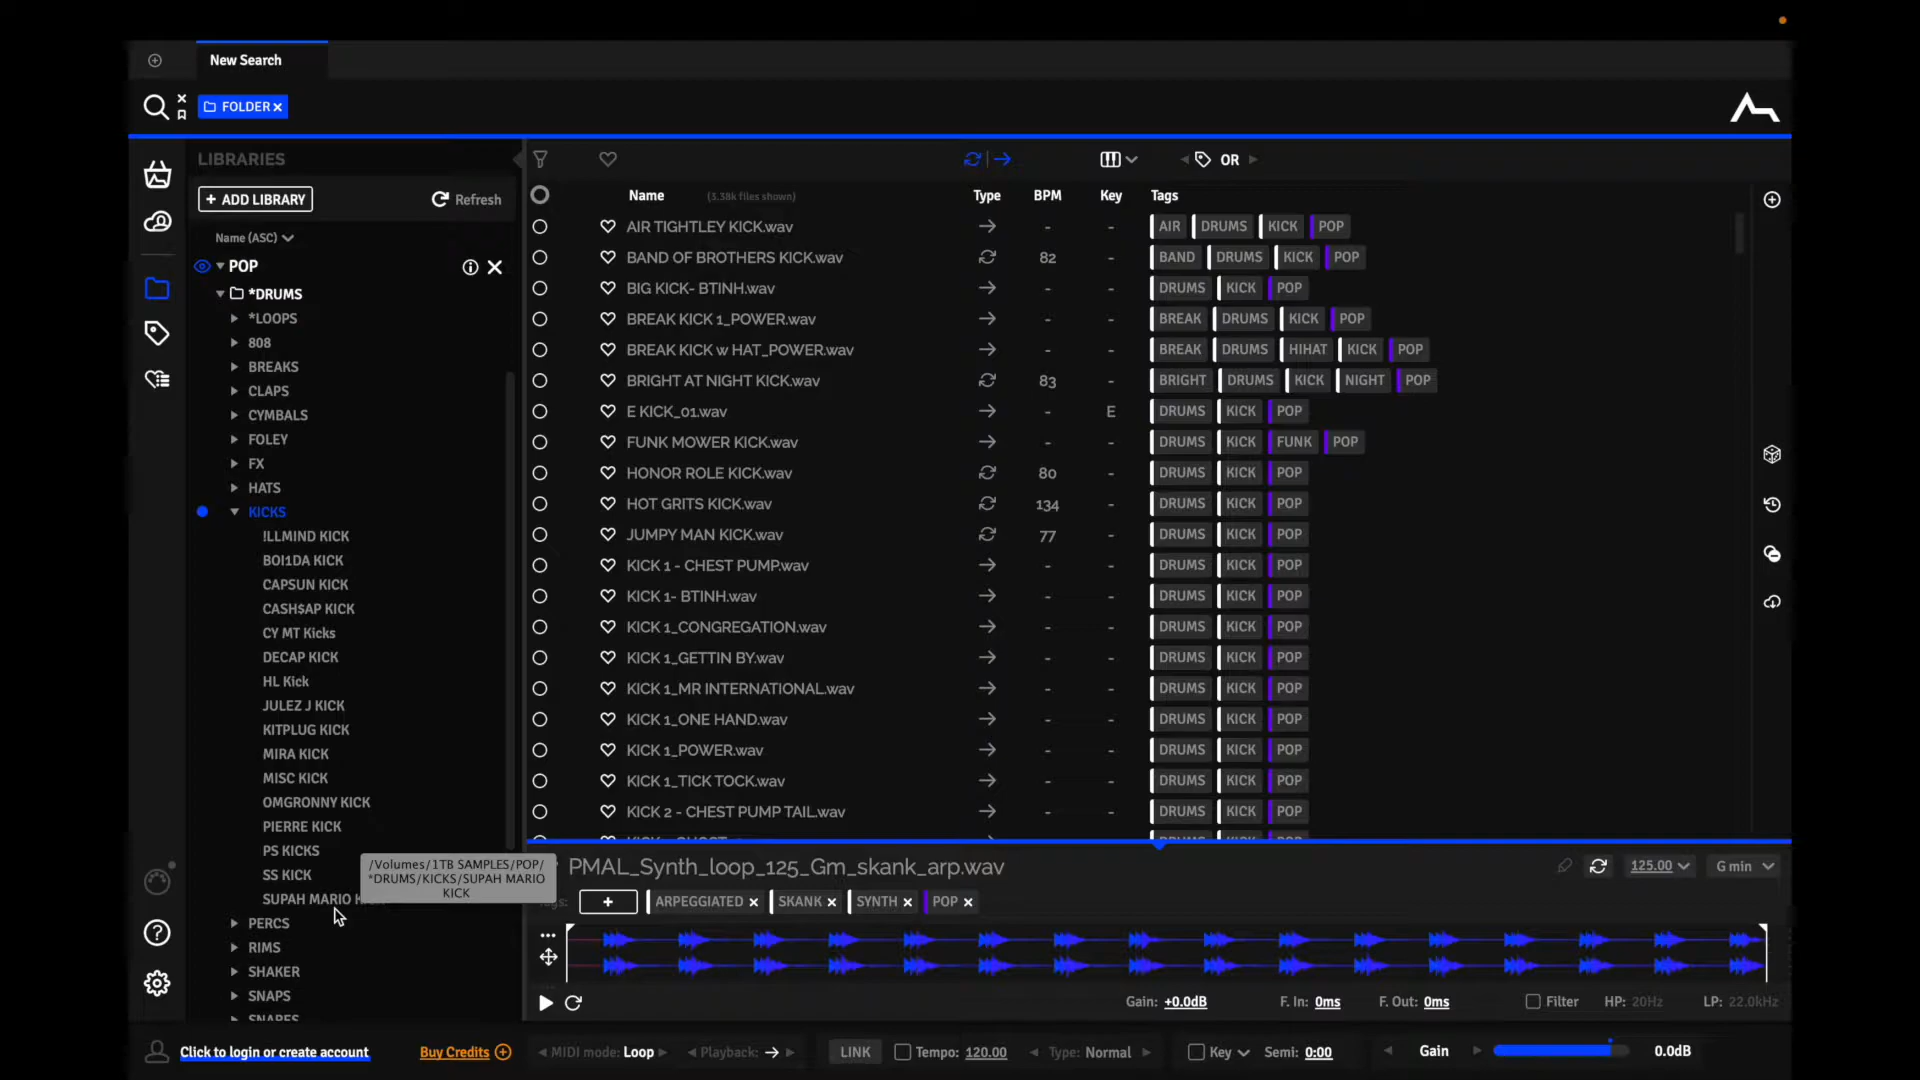 New Search
FOLDER
LIBRARIES
ADD LIBRARY
Refresh
Name (ASC)
POP
*DRUMS
*LOOPS
808
BREAKS
CLAPS
CYMBALS
FOLEY
FX
HATS
KICKS
!LLMIND KICK
BOI1DA KICK
CAPSUN KICK
CASH$AP KICK
CY MT Kicks
DECAP KICK
HL Kick
JULEZ J KICK
KITPLUG KICK
MIRA KICK
MISC KICK
OMGRONNY KICK
PIERRE KICK
PS KICKS
SS KICK
SUPAH MARIO
PERCS
RIMS
SHAKER
SNAPS
SNARES
/Volumes/1TB SAMPLES/POP/
*DRUMS/KICKS/SUPAH MARIO
KICK
OR
Name (3.38k files shown) Type BPM Key Tags
AIR TIGHTLEY KICK.wav - - AIR DRUMS KICK POP
BAND OF BROTHERS KICK.wav 82 - BAND DRUMS KICK POP
BIG KICK- BTINH.wav - - DRUMS KICK POP
BREAK KICK 1_POWER.wav - - BREAK DRUMS KICK POP
BREAK KICK w HAT_POWER.wav - - BREAK DRUMS HIHAT KICK POP
BRIGHT AT NIGHT KICK.wav 83 - BRIGHT DRUMS KICK NIGHT POP
E KICK_01.wav - E DRUMS KICK POP
FUNK MOWER KICK.wav - - DRUMS KICK FUNK POP
HONOR ROLE KICK.wav 80 - DRUMS KICK POP
HOT GRITS KICK.wav 134 - DRUMS KICK POP
JUMPY MAN KICK.wav 77 - DRUMS KICK POP
KICK 1 - CHEST PUMP.wav - - DRUMS KICK POP
KICK 1- BTINH.wav - - DRUMS KICK POP
KICK 1_CONGREGATION.wav - - DRUMS KICK POP
KICK 1_GETTIN BY.wav - - DRUMS KICK POP
KICK 1_MR INTERNATIONAL.wav - - DRUMS KICK POP
KICK 1_ONE HAND.wav - - DRUMS KICK POP
KICK 1_POWER.wav - - DRUMS KICK POP
KICK 1_TICK TOCK.wav - - DRUMS KICK POP
KICK 2 - CHEST PUMP TAIL.wav - - DRUMS KICK POP
DRUMS KICK POP
PMAL_Synth_loop_125_Gm_skank_arp.wav 125.00 G min
+ ARPEGGIATED SKANK SYNTH POP
Gain: +0.0dB F. In: 0ms F. Out: 0ms Filter HP: 20Hz LP: 22.0kHz
Click to login or create account Buy Credits MIDI mode: Loop Playback: LINK Tempo: 120.00 Type: Normal Key Semi: 0:00 Gain 0.0dB